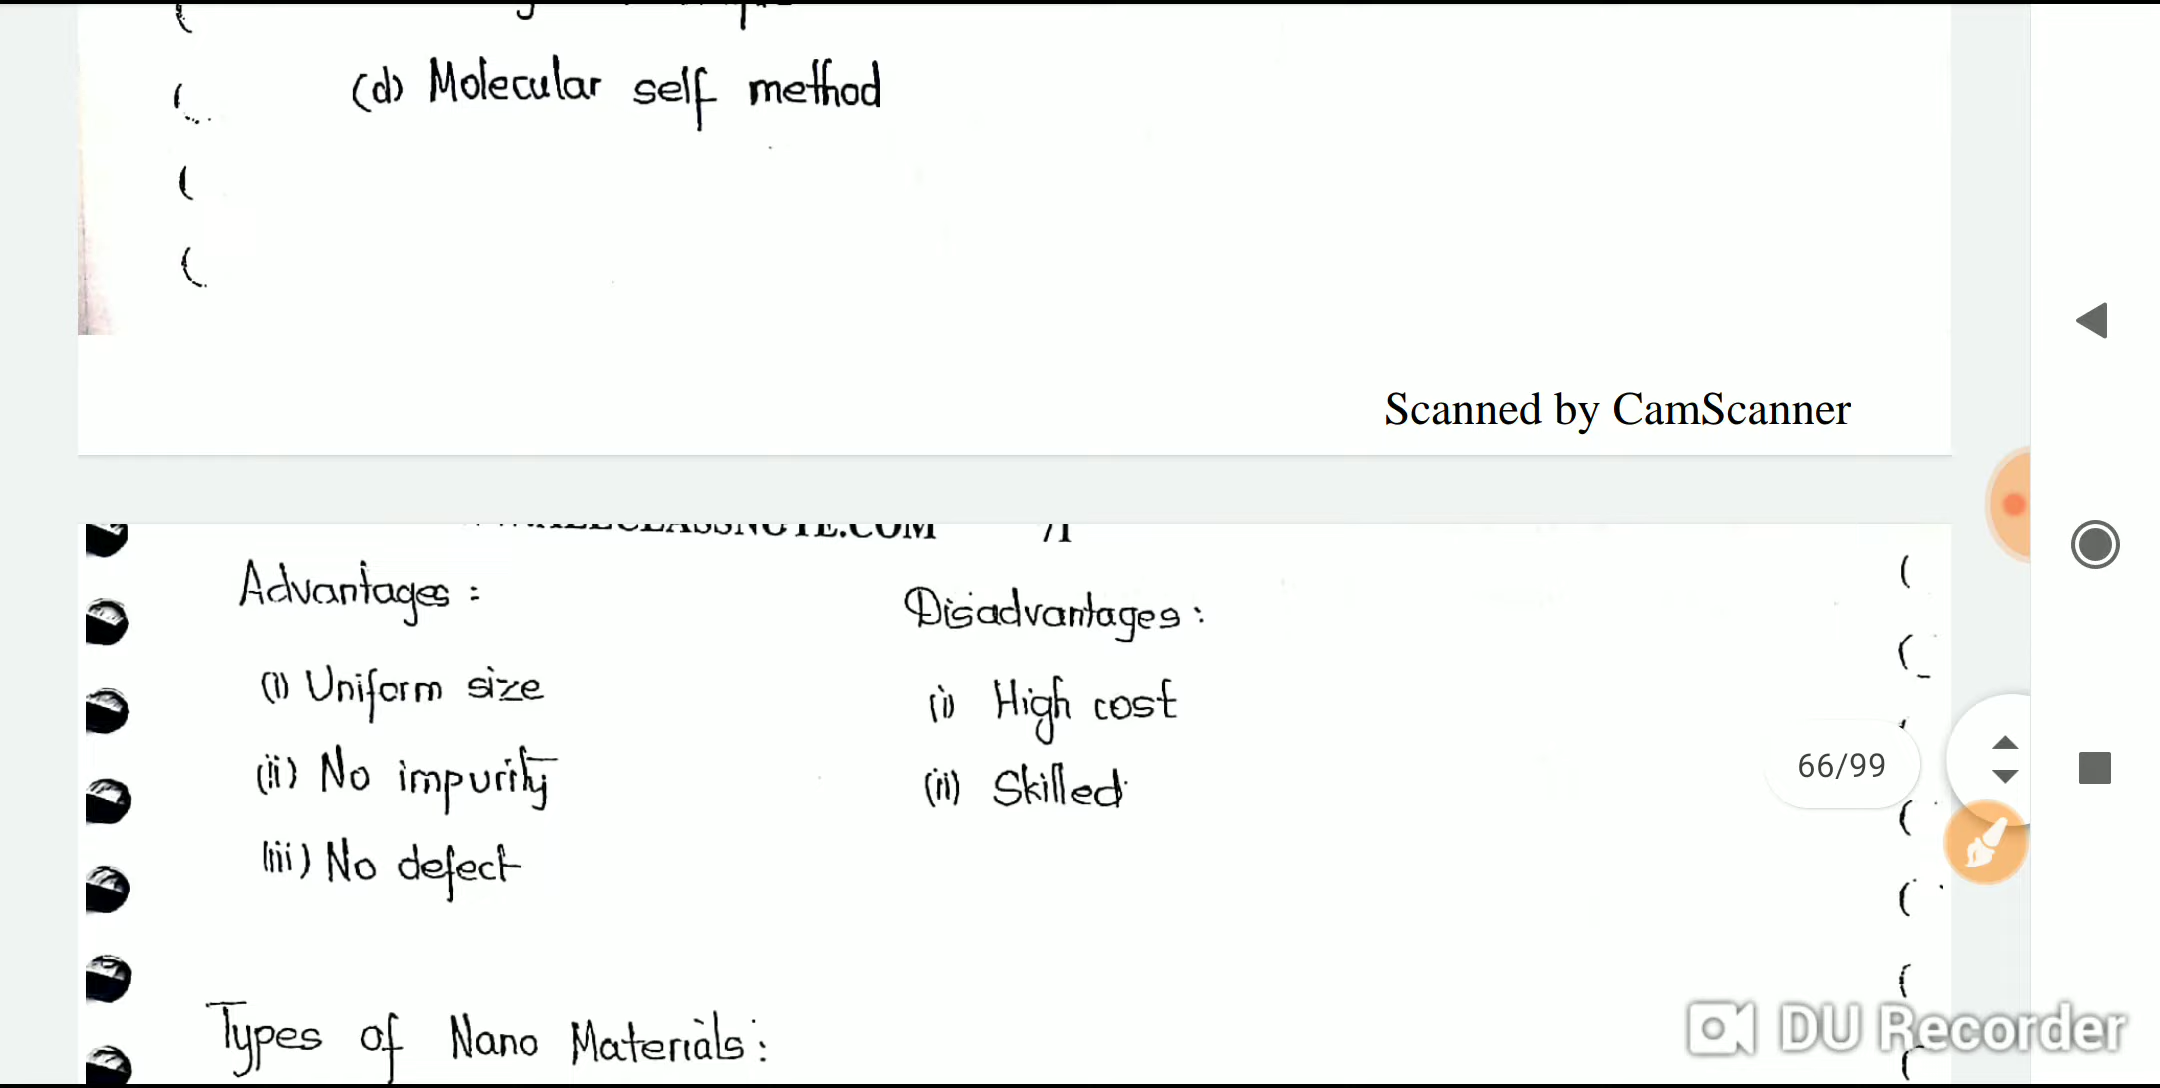 (d) Molecular self method
Scanned by CamScanner
71
Advantages :
Disadvantages :
(i) Uniform size
(i) High cost
(ii) No impurity
(ii) Skilled
66/99
(iii) No defect
Types of Nano Materials :
DU Recorder